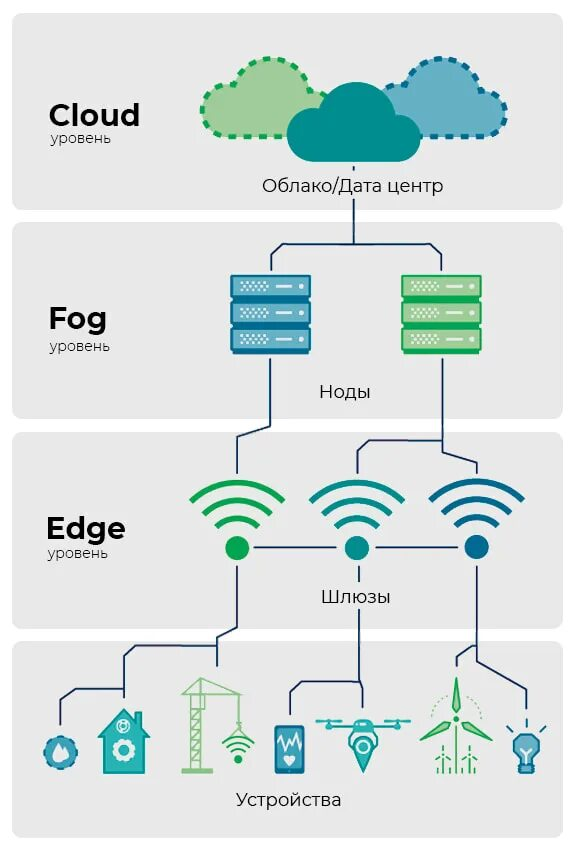 Cloud
уровень
Облако/Дата центр
Fog
уровень
Ноды
Edge
уровень
Шлюзы
Устройства